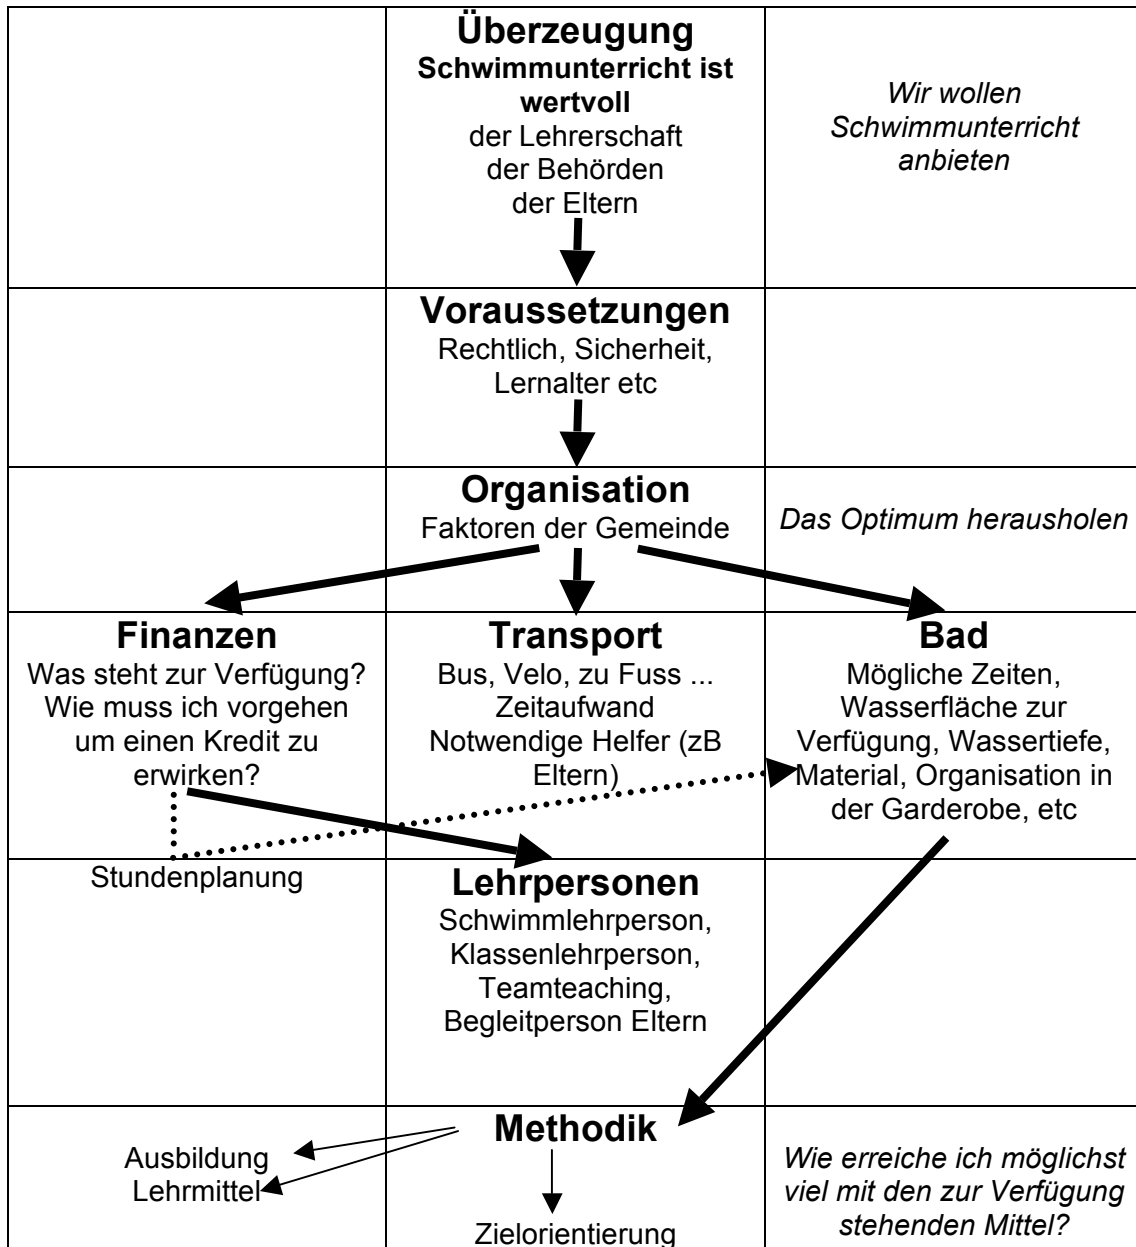 Überzeugung
Schwimmunterricht ist
wertvoll
der Lehrerschaft
der Behörden
der Eltern
Wir wollen
Schwimmunterricht
anbieten
Voraussetzungen
Rechtlich, Sicherheit,
Lernalter etc
Organisation
Faktoren der Gemeinde
Das Optimum herausholen
Finanzen
Was steht zur Verfügung?
Wie muss ich vorgehen
um einen Kredit zu
erwirken?
Transport
Bus, Velo, zu Fuss ...
Zeitaufwand
Notwendige Helfer (zB
Eltern)
Bad
Mögliche Zeiten,
Wasserfläche zur
Verfügung, Wassertiefe,
Material, Organisation in
der Garderobe, etc
Stundenplanung
Lehrpersonen
Schwimmlehrperson,
Klassenlehrperson,
Teamteaching,
Begleitperson Eltern
Ausbildung
Lehrmittel
Methodik
Zielorientierung
Wie erreiche ich möglichst
viel mit den zur Verfügung
stehenden Mittel?